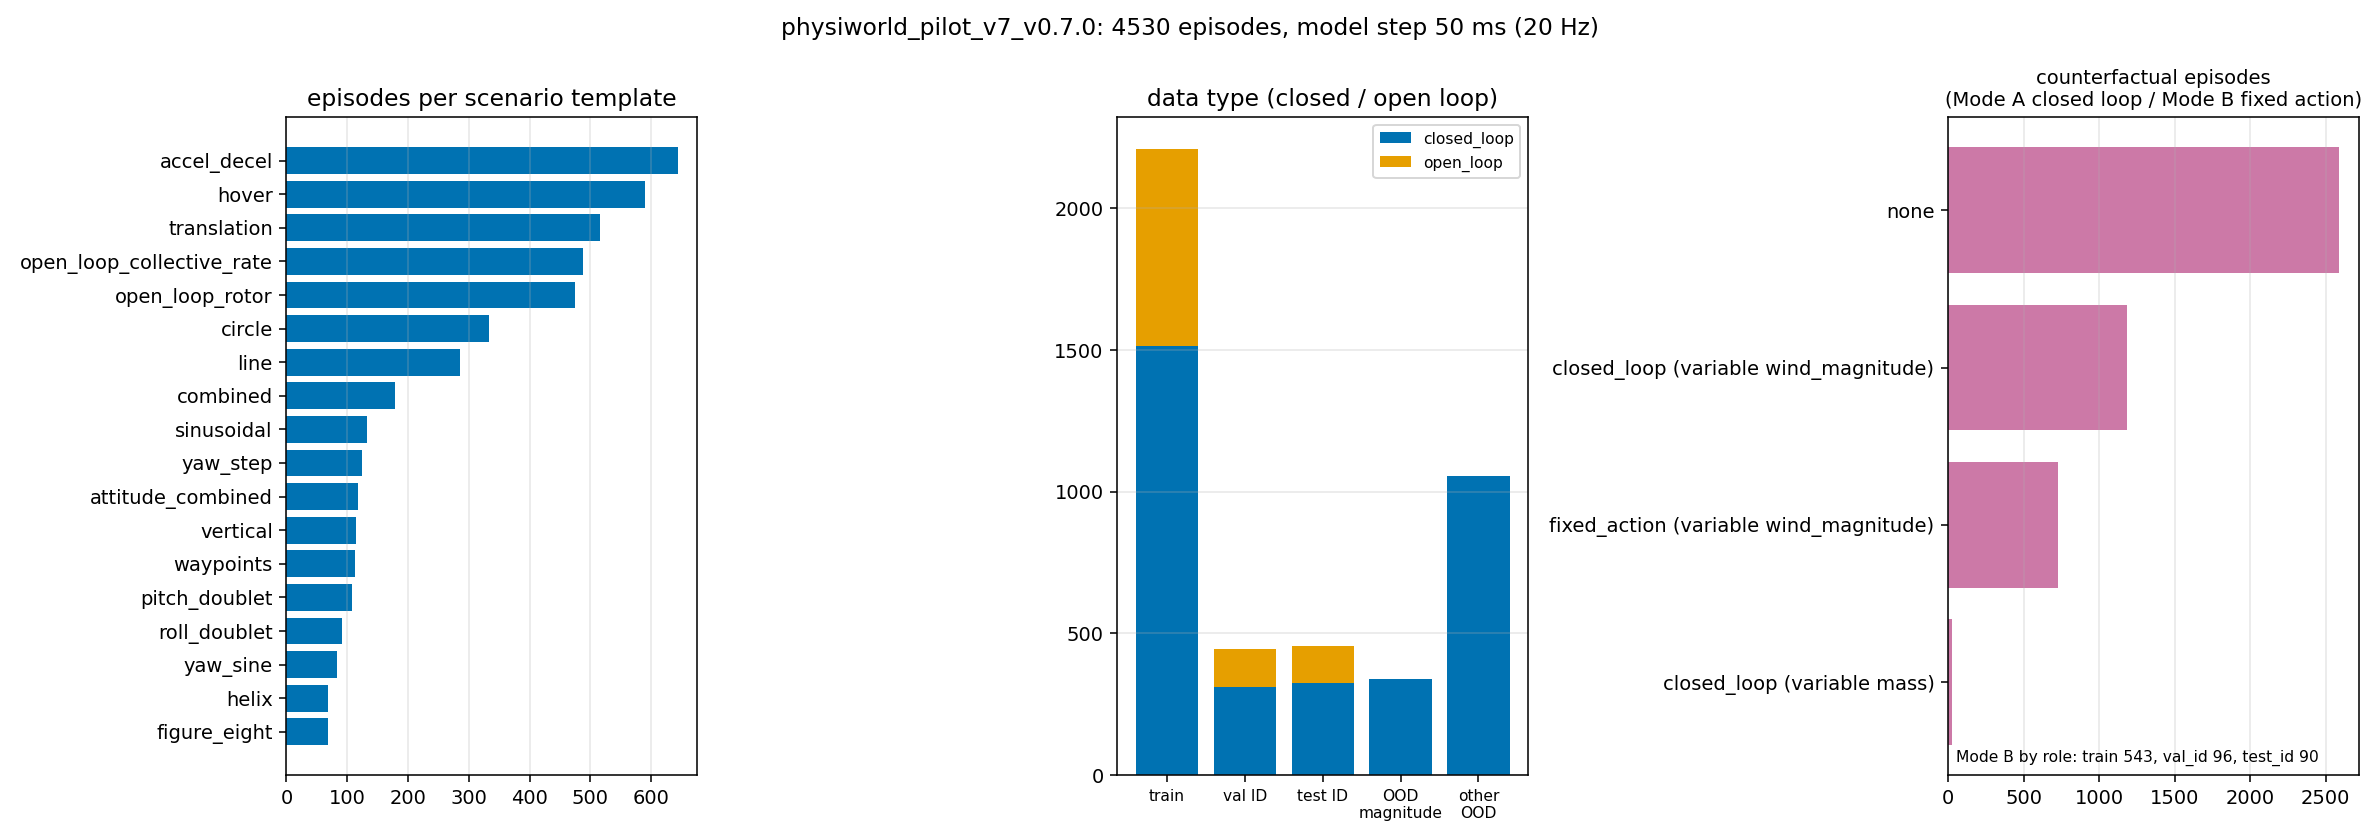 physiworld_pilot_v7_v0.7.0: 4530 episodes, model step 50 ms (20 Hz)
episodes per scenario template
accel_decel
hover
translation
open_loop_collective_rate
open_loop_rotor
circle
line
combined
sinusoidal
yaw_step
attitude_combined
vertical
waypoints
pitch_doublet
roll_doublet
yaw_sine
helix
figure_eight
0 100 200 300 400 500 600
data type (closed / open loop)
closed_loop
open_loop
2000
1500
1000
500
0
train val ID test ID OOD magnitude other OOD
counterfactual episodes
(Mode A closed loop / Mode B fixed action)
none
closed_loop (variable wind_magnitude)
fixed_action (variable wind_magnitude)
closed_loop (variable mass)
Mode B by role: train 543, val_id 96, test_id 90
0 500 1000 1500 2000 2500